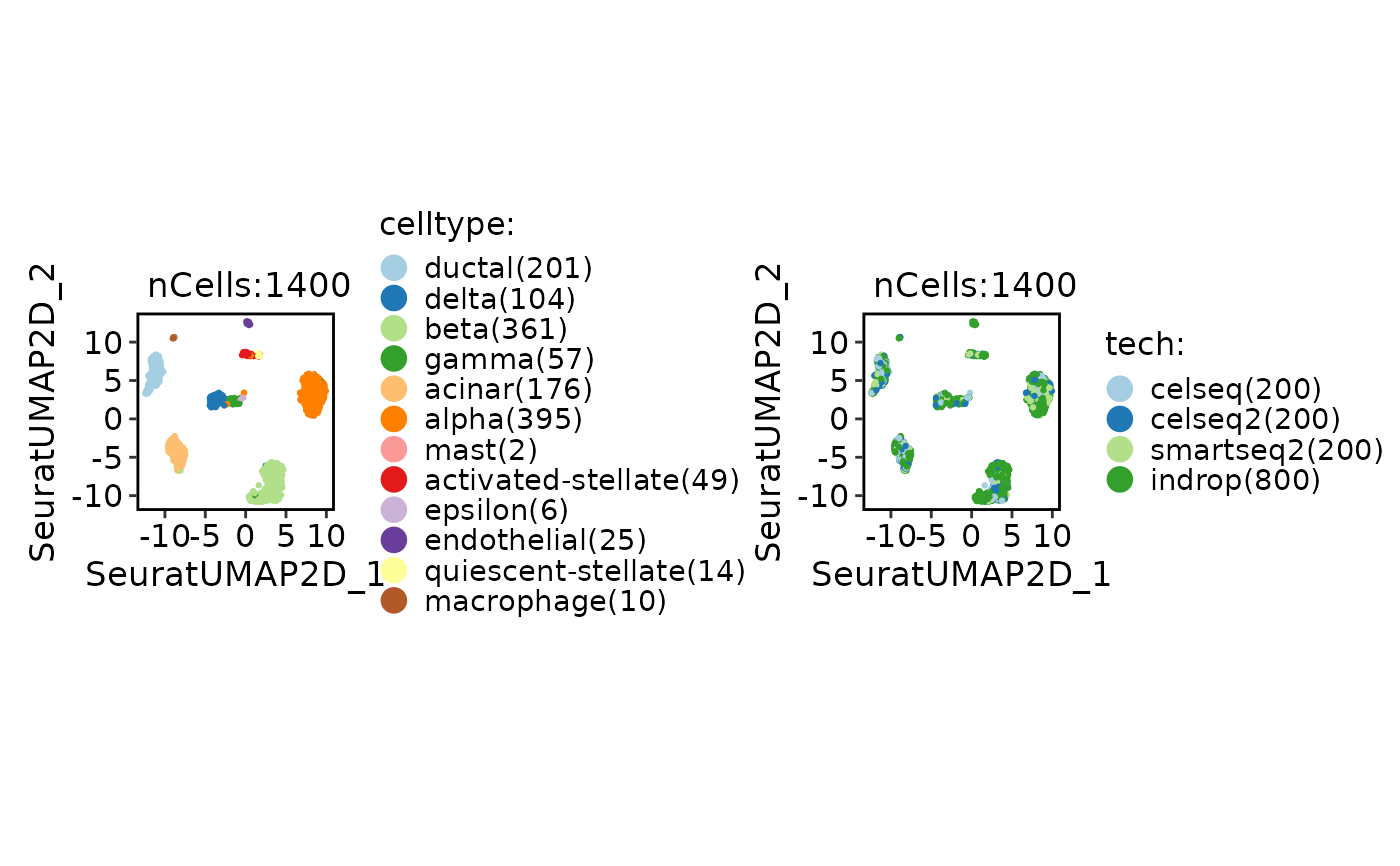 nCells:1400
SeuratUMAP2D_2
10
5
0
-5
-10
-10 -5 0 5 10
SeuratUMAP2D_1
celltype:
ductal(201)
delta(104)
beta(361)
gamma(57)
acinar(176)
alpha(395)
mast(2)
activated-stellate(49)
epsilon(6)
endothelial(25)
quiescent-stellate(14)
macrophage(10)
nCells:1400
SeuratUMAP2D_2
10
5
0
-5
-10
-10 -5 0 5 10
SeuratUMAP2D_1
tech:
celseq(200)
celseq2(200)
smartseq2(200)
indrop(800)